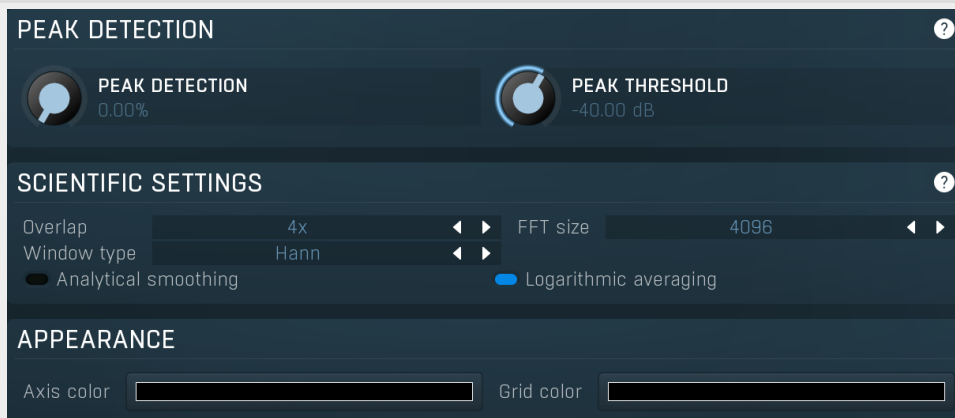 PEAK DETECTION ?
PEAK DETECTION PEAK THRESHOLD
0.00% -40.00 dB
SCIENTIFIC SETTINGS ?
Overlap 4x FFT size 4096
Window type Hann
Analytical smoothing Logarithmic averaging
APPEARANCE
Axis color Grid color